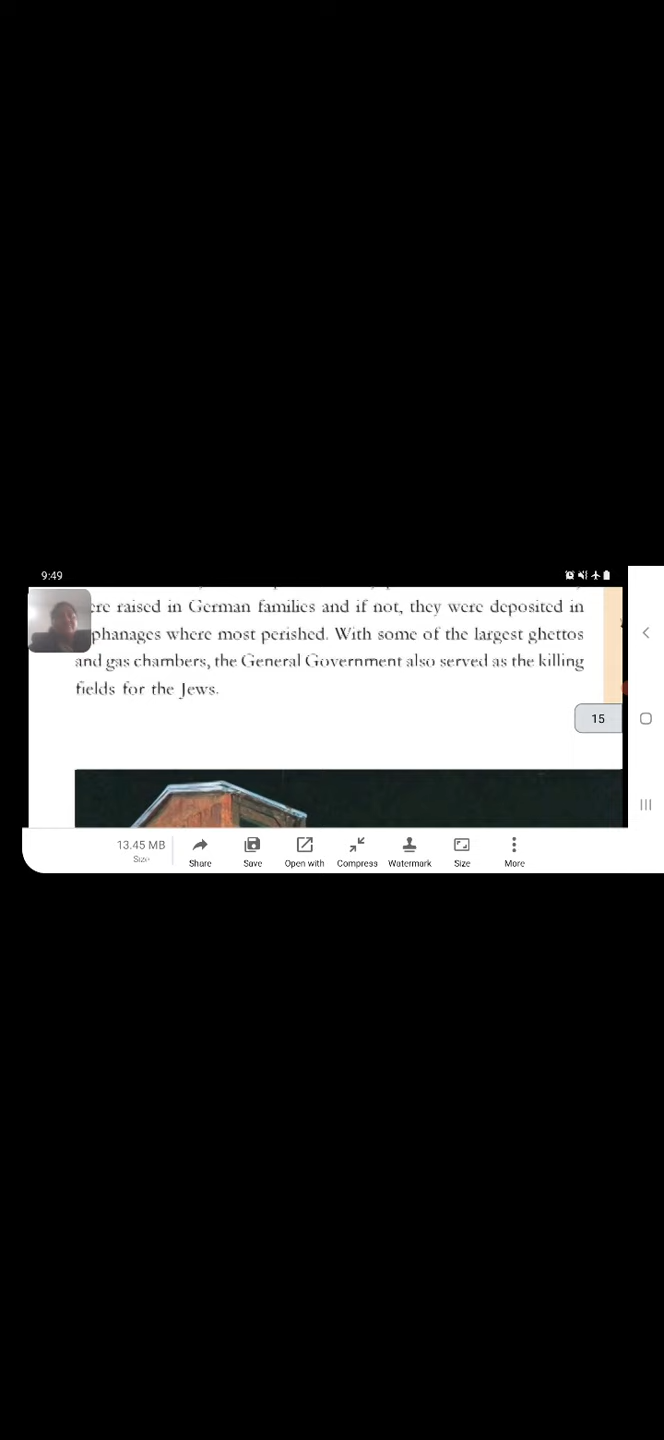 9:49
ere raised in German families and if not, they were deposited in
phanages where most perished. With some of the largest ghettos
and gas chambers, the General Government also served as the killing
fields for the Jews.
15
13.45 MB
Size
Share
Save
Open with
Compress
Watermark
Size
More